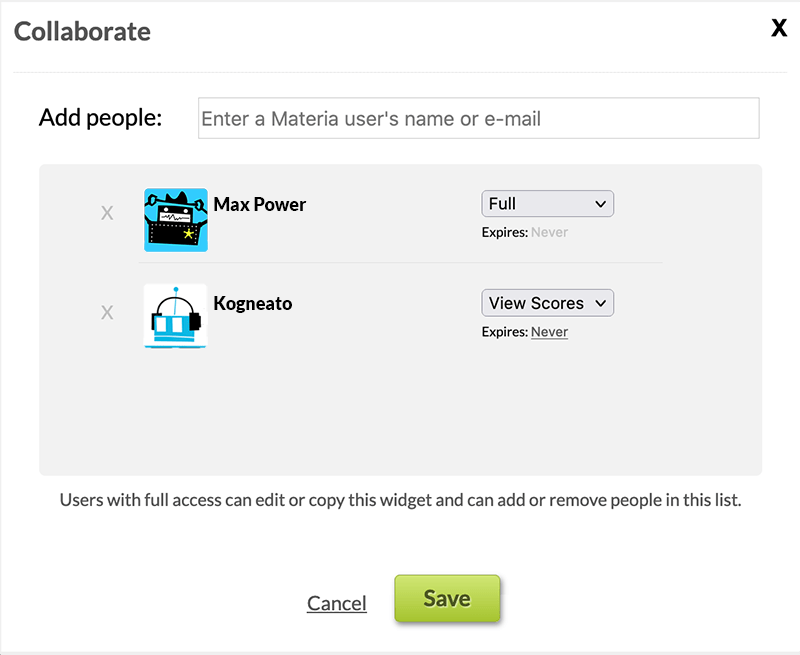 Collaborate X
Add people: Enter a Materia user's name or e-mail
X Max Power Full
Expires: Never
X Kogneato View Scores
Expires: Never
Users with full access can edit or copy this widget and can add or remove people in this list.
Cancel Save